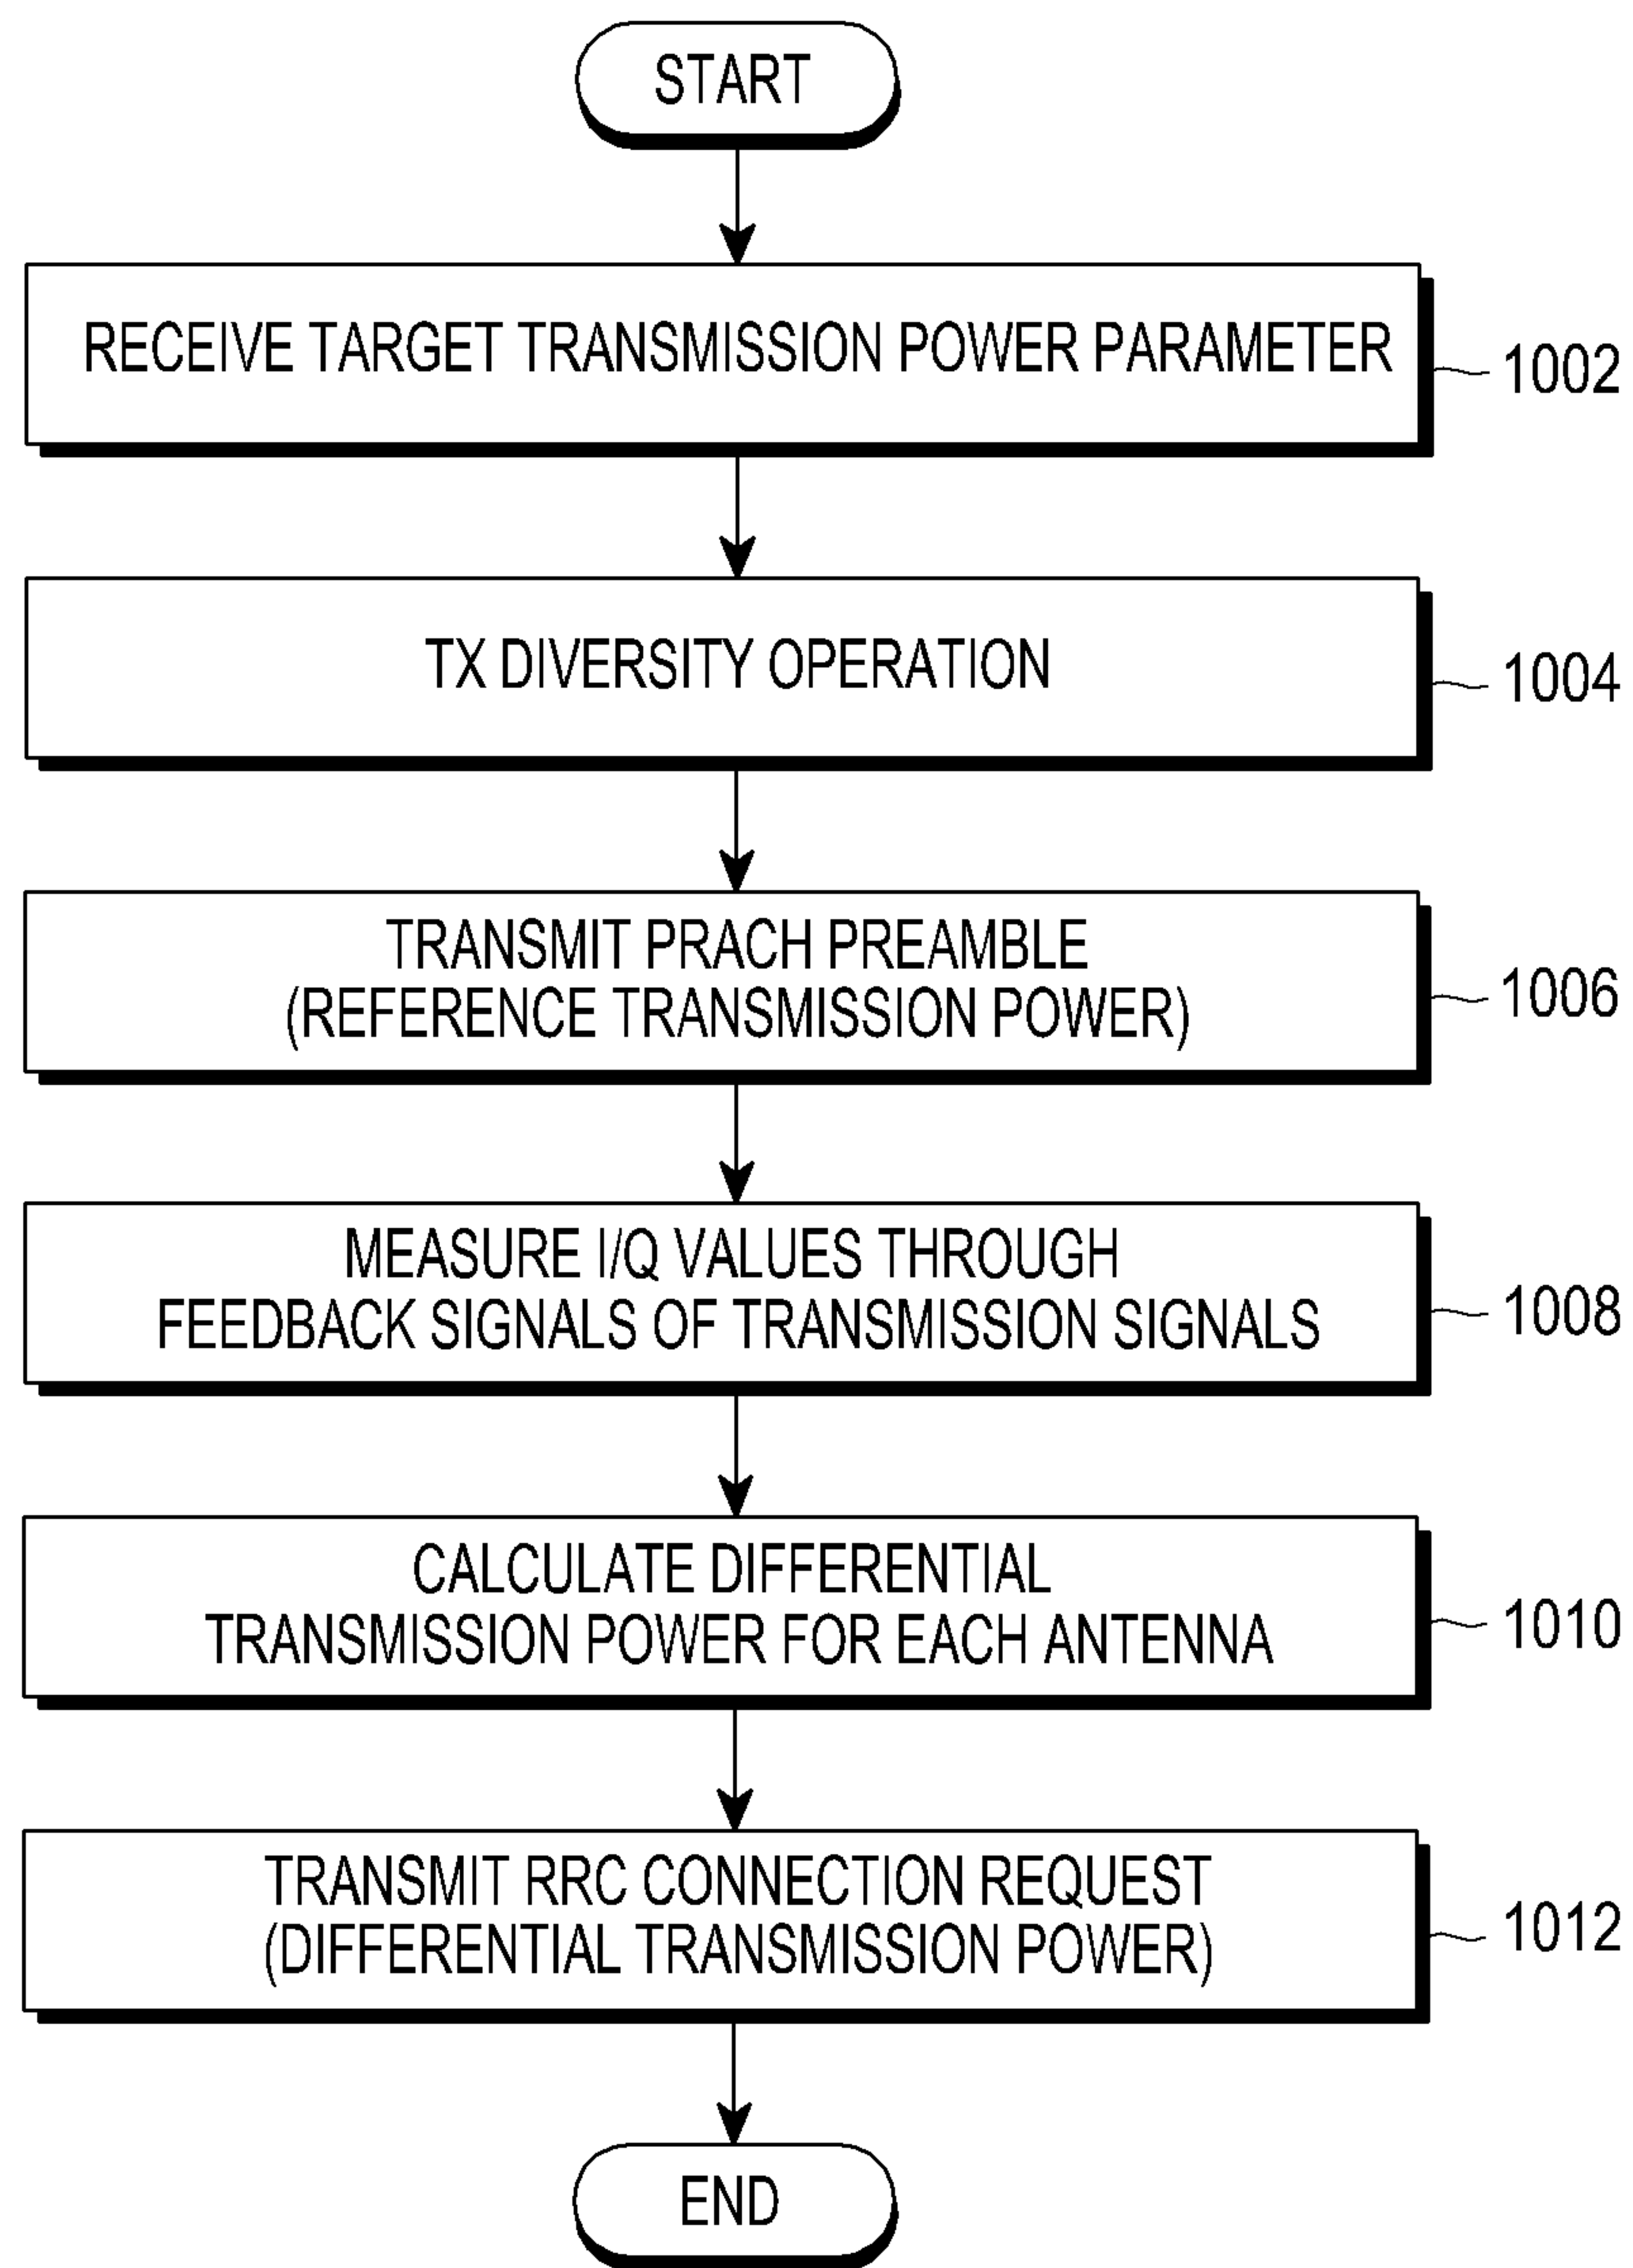 START
RECEIVE TARGET TRANSMISSION POWER PARAMETER
1002
TX DIVERSITY OPERATION
1004
TRANSMIT PRACH PREAMBLE
(REFERENCE TRANSMISSION POWER)
1006
MEASURE I/Q VALUES THROUGH
FEEDBACK SIGNALS OF TRANSMISSION SIGNALS
1008
CALCULATE DIFFERENTIAL
TRANSMISSION POWER FOR EACH ANTENNA
1010
TRANSMIT RRC CONNECTION REQUEST
(DIFFERENTIAL TRANSMISSION POWER)
1012
END